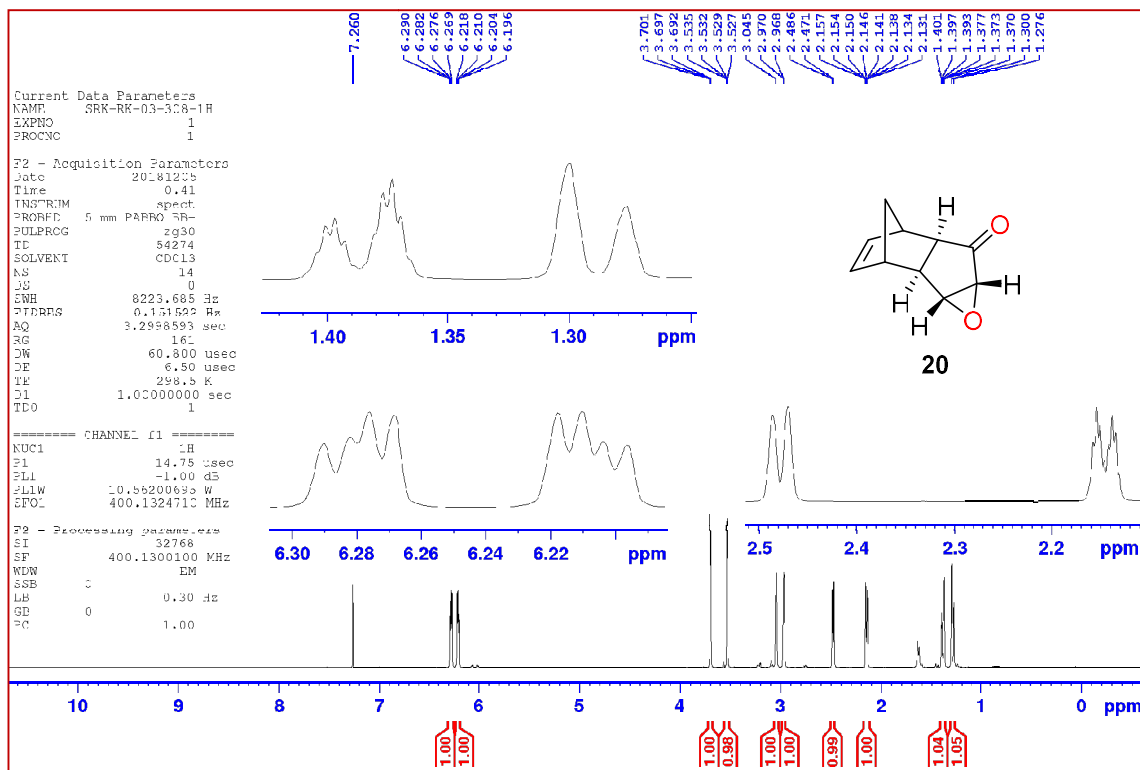 7.260
6.290
6.282
6.276
6.269
6.218
6.210
6.204
6.196
3.701
3.697
3.692
3.535
3.532
3.529
3.527
3.045
2.970
2.968
2.486
2.471
2.157
2.154
2.150
2.146
2.141
2.138
2.134
2.131
1.401
1.397
1.393
1.377
1.373
1.370
1.300
1.276
Current Data Parameters
NAME SRK-RK-03-308-1H
EXPNO 1
PROCNO 1
F2 - Acquisition Parameters
Date 20181205
Time 0.41
INSTRUM spect
PROBHD 5 mm PABBO BB-
PULPROG zg30
TD 54274
SOLVENT CDCl3
NS 14
DS 0
SWH 8223.685 Hz
FIDRES 0.151522 Hz
AQ 3.2998593 sec
RG 161
DW 60.800 usec
DE 6.50 usec
TE 298.5 K
D1 1.00000000 sec
TD0 1
======== CHANNEL f1 ========
NUC1 1H
P1 14.75 usec
PL1 -1.00 dB
PL1W 10.56200695 W
SFO1 400.1324710 MHz
F2 - Processing parameters
SI 32768
SF 400.1300100 MHz
WDW EM
SSB 0
LB 0.30 Hz
GB 0
PC 1.00
1.40 1.35 1.30 ppm
H
O
H
H
H
O
20
6.30 6.28 6.26 6.24 6.22 ppm
2.5 2.4 2.3 2.2 ppm
10 9 8 7 6 5 4 3 2 1 0 ppm
1.00 1.00 1.00 0.98 1.00 1.00 0.99 1.00 1.04 1.05